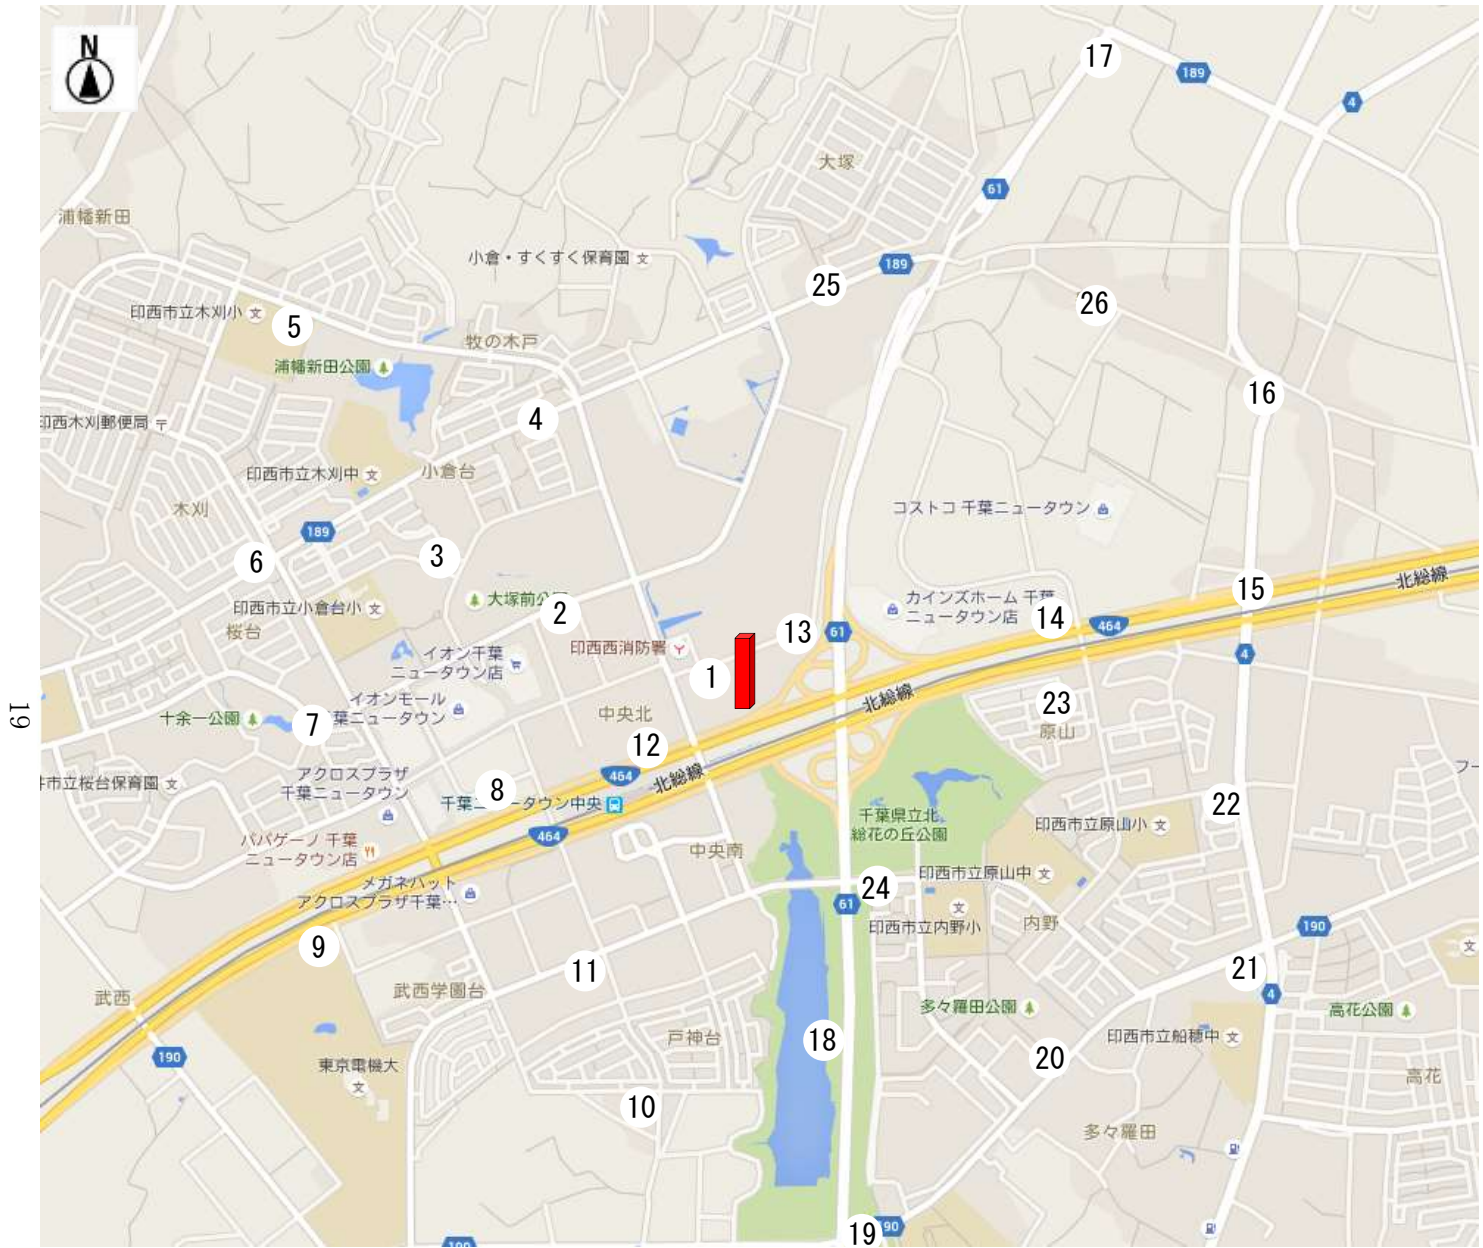 N
17
189
4
大塚
61
浦幡新田
小倉・すくすく保育園
文
25
189
26
印西市立木刈小
文
5
牧の木戸
浦幡新田公園
16
4
印西木刈郵便局
〒
印西市立木刈中
文
小倉台
木刈
コストコ 千葉ニュータウン
189
6
3
北総線
15
カインズホーム 千葉
ニュータウン店
大塚前公
2
印西市立小倉台小
文
桜台
13
61
14
464
印西西消防署
イオン千葉
ニュータウン店
4
1
イオンモール
葉ニュータウン
北総線
23
原山
19
十余一公園
7
中央北
12
464
北総線
市立桜台保育園
文
アクロスプラザ
千葉ニュータウン
8
千葉ニュータウン中央
22
千葉県立北
総花の丘公園
印西市立原山小
文
パパゲーノ 千葉
ニュータウン店
464
中央南
メガネハット
アクロスプラザ千葉…
24
印西市立原山中
文
61
文
印西市立内野小
内野
190
9
11
21
文
武西
武西学園台
4
多々羅田公園
高花公園
戸神台
18
印西市立船穂中
文
190
東京電機大
文
20
高花
10
多々羅田
19
90
190